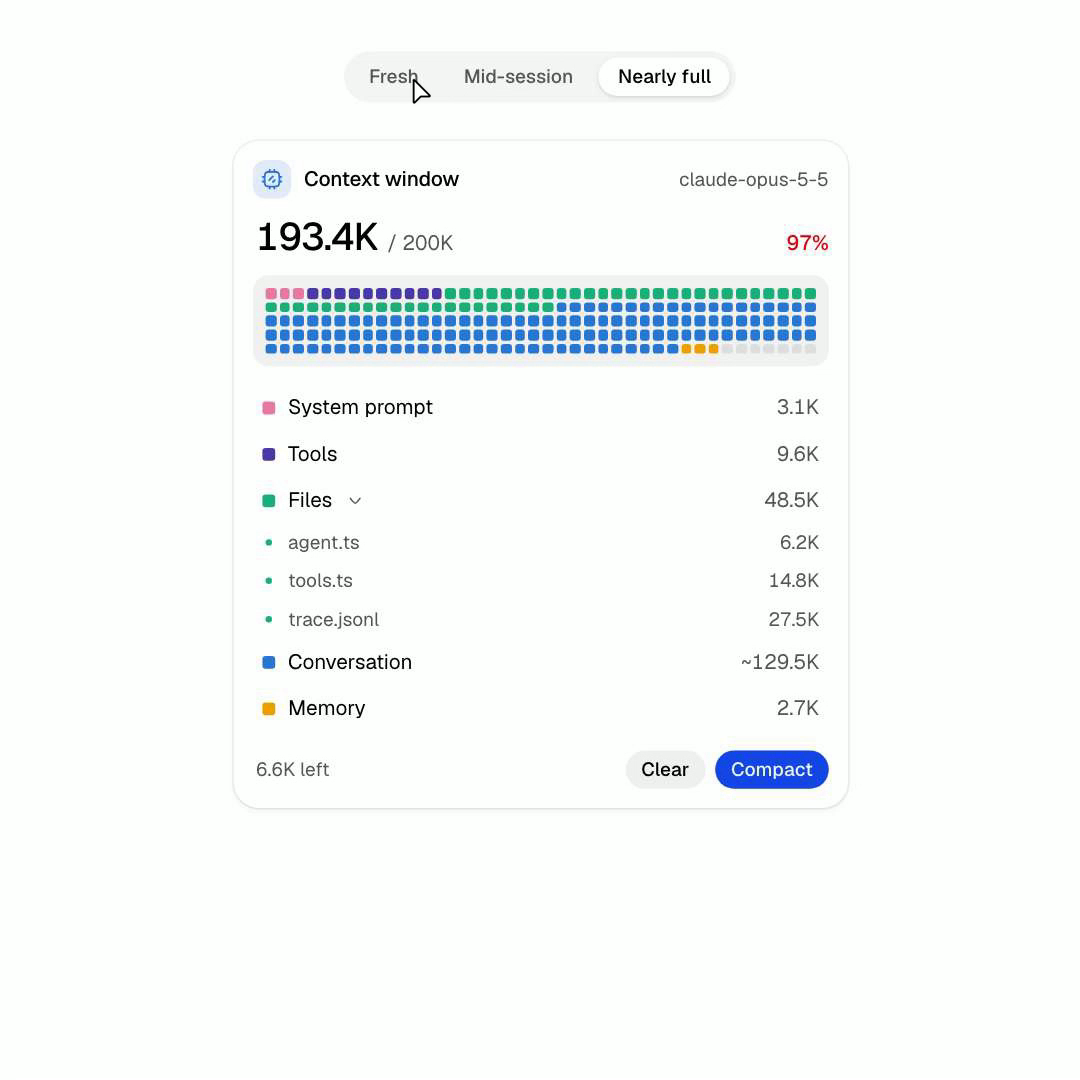 Fresh Mid-session Nearly full
Context window claude-opus-5-5
193.4K / 200K 97%
System prompt 3.1K
Tools 9.6K
Files 48.5K
agent.ts 6.2K
tools.ts 14.8K
trace.jsonl 27.5K
Conversation ~129.5K
Memory 2.7K
6.6K left Clear Compact